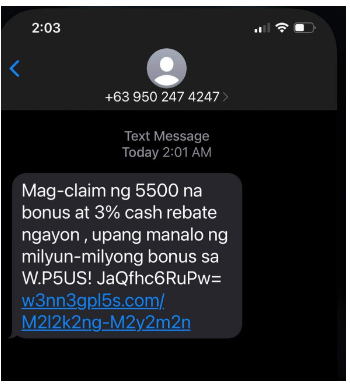 2:03
+63 950 247 4247
Text Message
Today 2:01 AM
Mag-claim ng 5500 na
bonus at 3% cash rebate
ngayon , upang manalo ng
milyun-milyong bonus sa
W.P5US! JaQfhc6RuPw=
w3nn3gpl5s.com/
M2l2k2ng-M2y2m2n